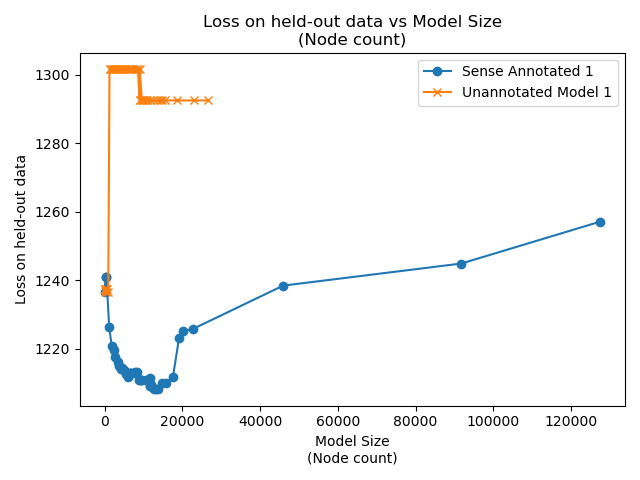 Loss on held-out data vs Model Size
(Node count)
Sense Annotated 1
Unannotated Model 1
Loss on held-out data
1300
1280
1260
1240
1220
0 20000 40000 60000 80000 100000 120000
Model Size
(Node count)